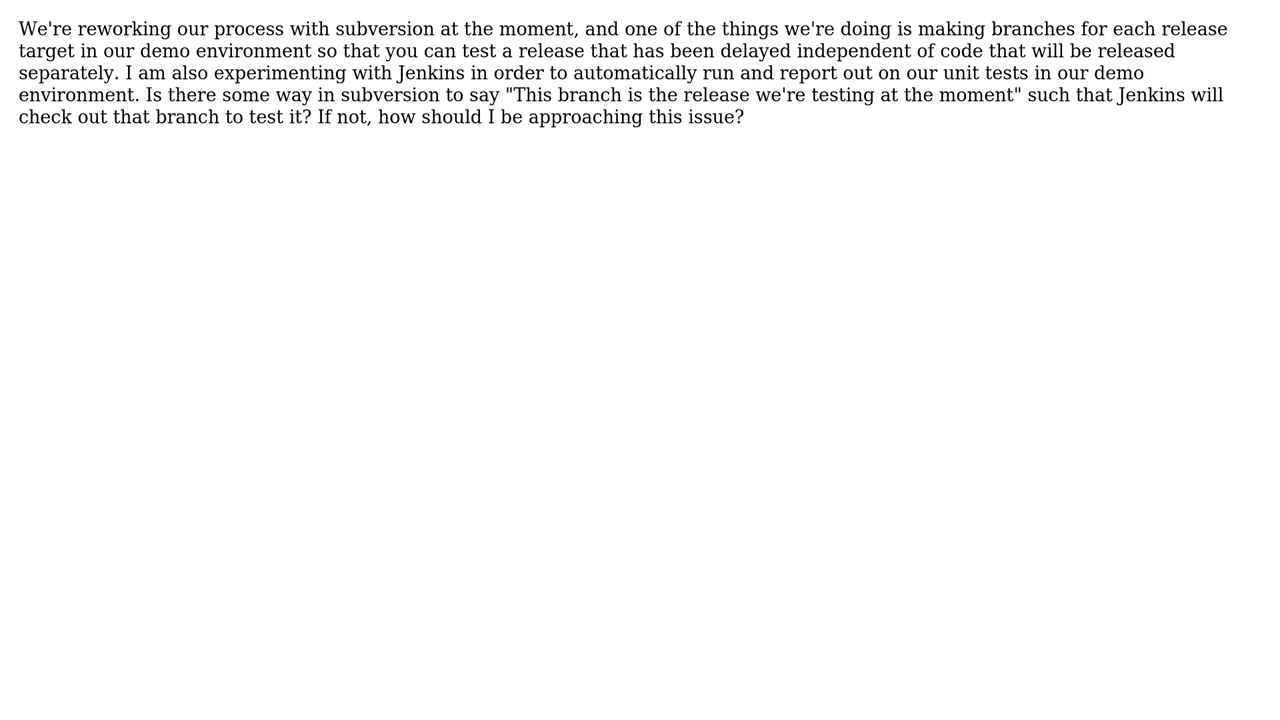 We're reworking our process with subversion at the moment, and one of the things we're doing is making branches for each release
target in our demo environment so that you can test a release that has been delayed independent of code that will be released
separately. I am also experimenting with Jenkins in order to automatically run and report out on our unit tests in our demo
environment. Is there some way in subversion to say "This branch is the release we're testing at the moment" such that Jenkins will
check out that branch to test it? If not, how should I be approaching this issue?